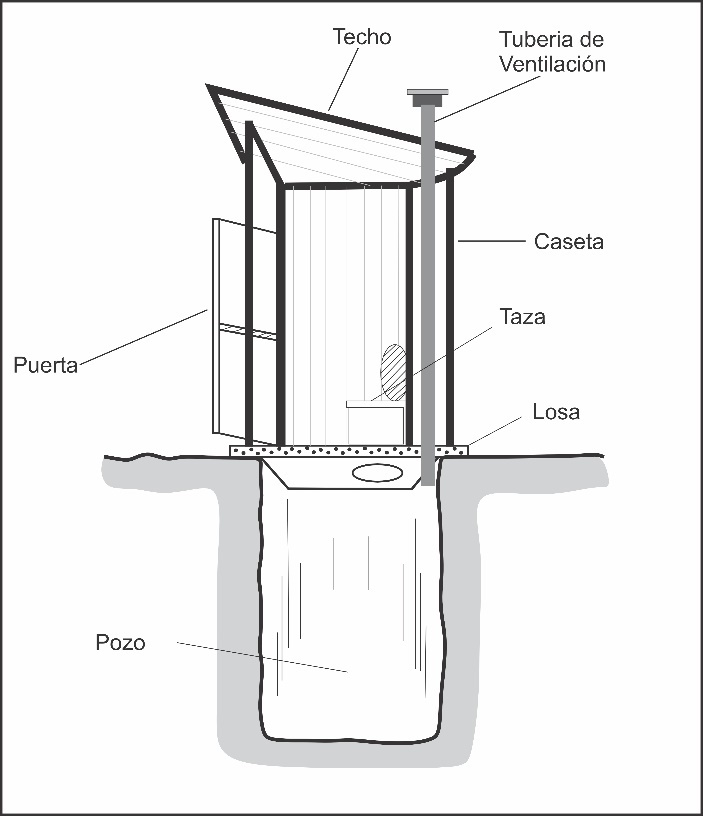 Techo
Tuberia de
Ventilación
Caseta
Taza
Puerta
Losa
Pozo